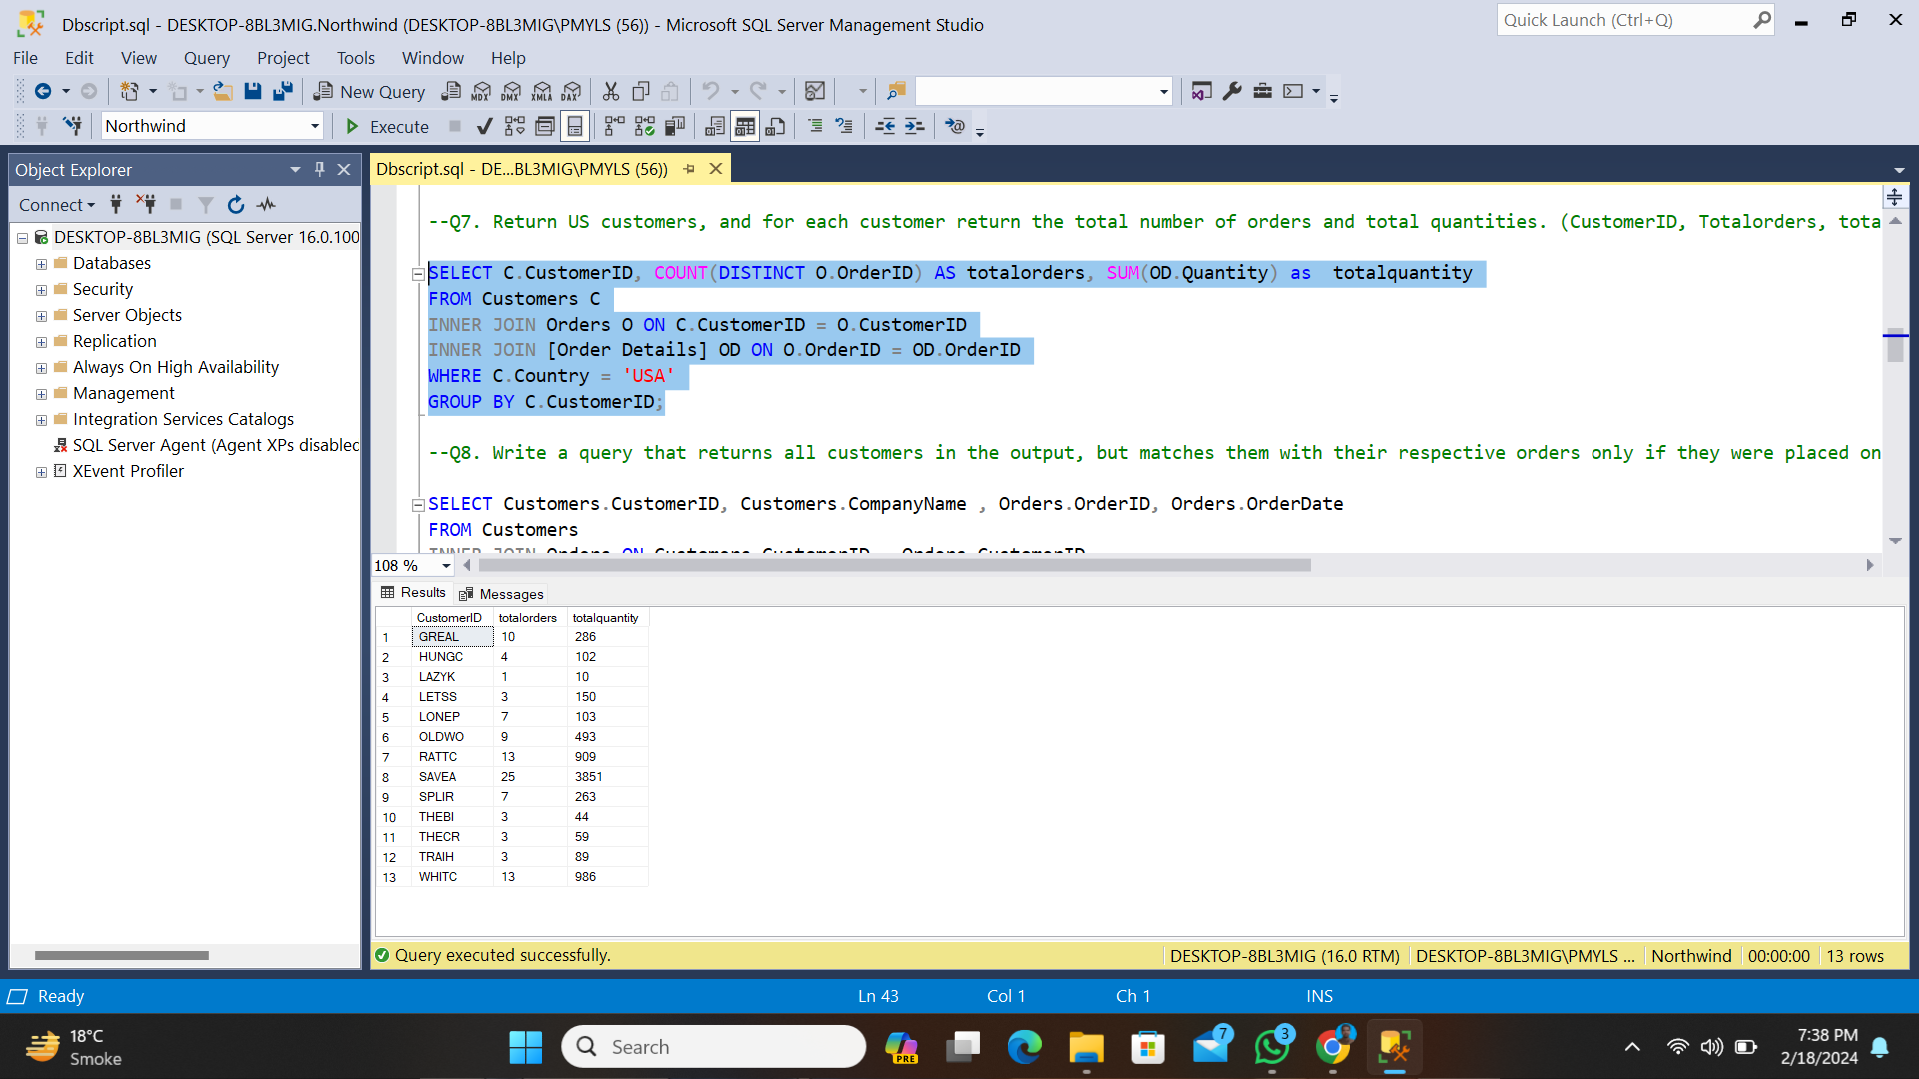 Dbscript.sql - DESKTOP-8BL3MIG.Northwind (DESKTOP-8BL3MIG\PMYLS (56)) - Microsoft SQL Server Management Studio
Quick Launch (Ctrl+Q)
File Edit View Query Project Tools Window Help
New Query MDX DMX XMLA DAX
Northwind Execute
Object Explorer
Dbscript.sql - DE...BL3MIG\PMYLS (56))
Connect
DESKTOP-8BL3MIG (SQL Server 16.0.100
Databases
Security
Server Objects
Replication
Always On High Availability
Management
Integration Services Catalogs
SQL Server Agent (Agent XPs disabled
XEvent Profiler
--Q7. Return US customers, and for each customer return the total number of orders and total quantities. (CustomerID, Totalorders, tota
SELECT C.CustomerID, COUNT(DISTINCT O.OrderID) AS totalorders, SUM(OD.Quantity) as  totalquantity
FROM Customers C
INNER JOIN Orders O ON C.CustomerID = O.CustomerID
INNER JOIN [Order Details] OD ON O.OrderID = OD.OrderID
WHERE C.Country = 'USA'
GROUP BY C.CustomerID;
--Q8. Write a query that returns all customers in the output, but matches them with their respective orders only if they were placed on
SELECT Customers.CustomerID, Customers.CompanyName , Orders.OrderID, Orders.OrderDate
FROM Customers
INNER JOIN Orders ON Customers.CustomerID = Orders.CustomerID
108 %
Results Messages
CustomerID totalorders totalquantity
1 GREAL 10 286
2 HUNGC 4 102
3 LAZYK 1 10
4 LETSS 3 150
5 LONEP 7 103
6 OLDWO 9 493
7 RATTC 13 909
8 SAVEA 25 3851
9 SPLIR 7 263
10 THEBI 3 44
11 THECR 3 59
12 TRAIH 3 89
13 WHITC 13 986
Query executed successfully.
DESKTOP-8BL3MIG (16.0 RTM) DESKTOP-8BL3MIG\PMYLS ... Northwind 00:00:00 13 rows
Ready Ln 43 Col 1 Ch 1 INS
18°C
Smoke
Search
PRE
7
3
7:38 PM
2/18/2024